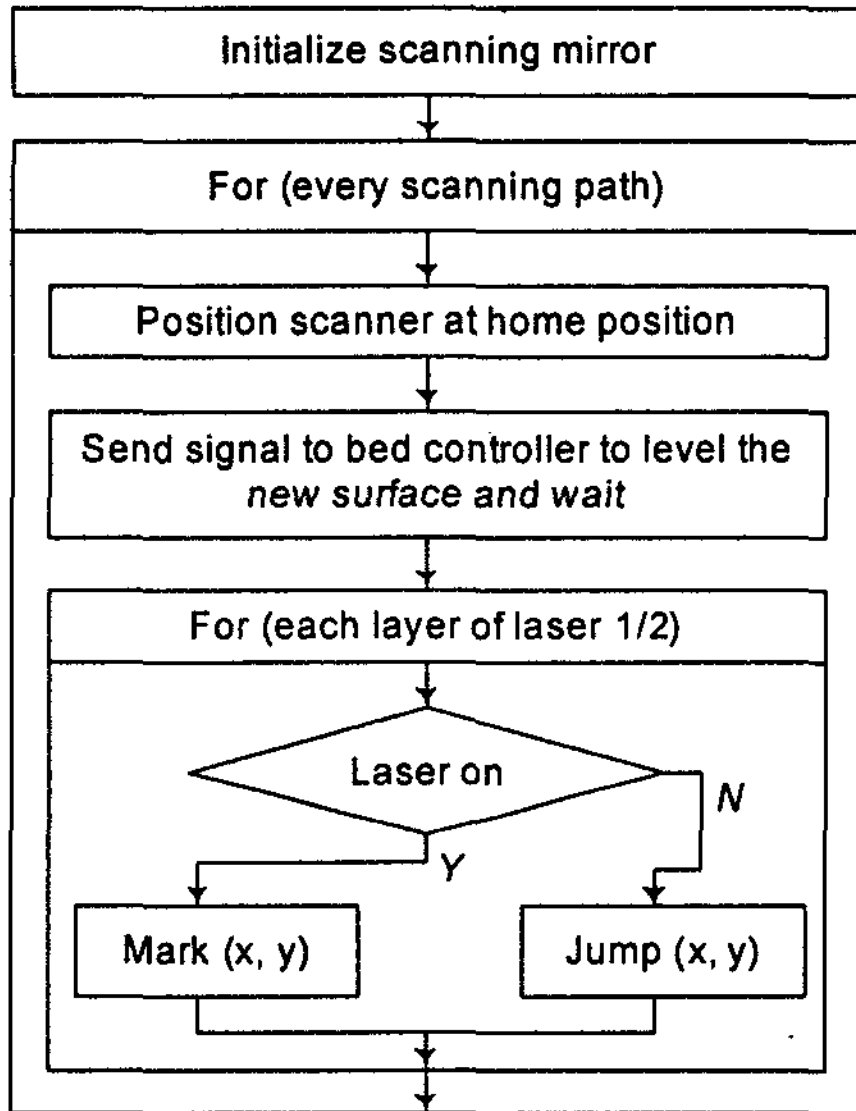 Initialize scanning mirror
For (every scanning path)
Position scanner at home position
Send signal to bed controller to level the
new surface and wait
For (each layer of laser 1/2)
Laser on
N
Y
Mark (x, y)
Jump (x, y)